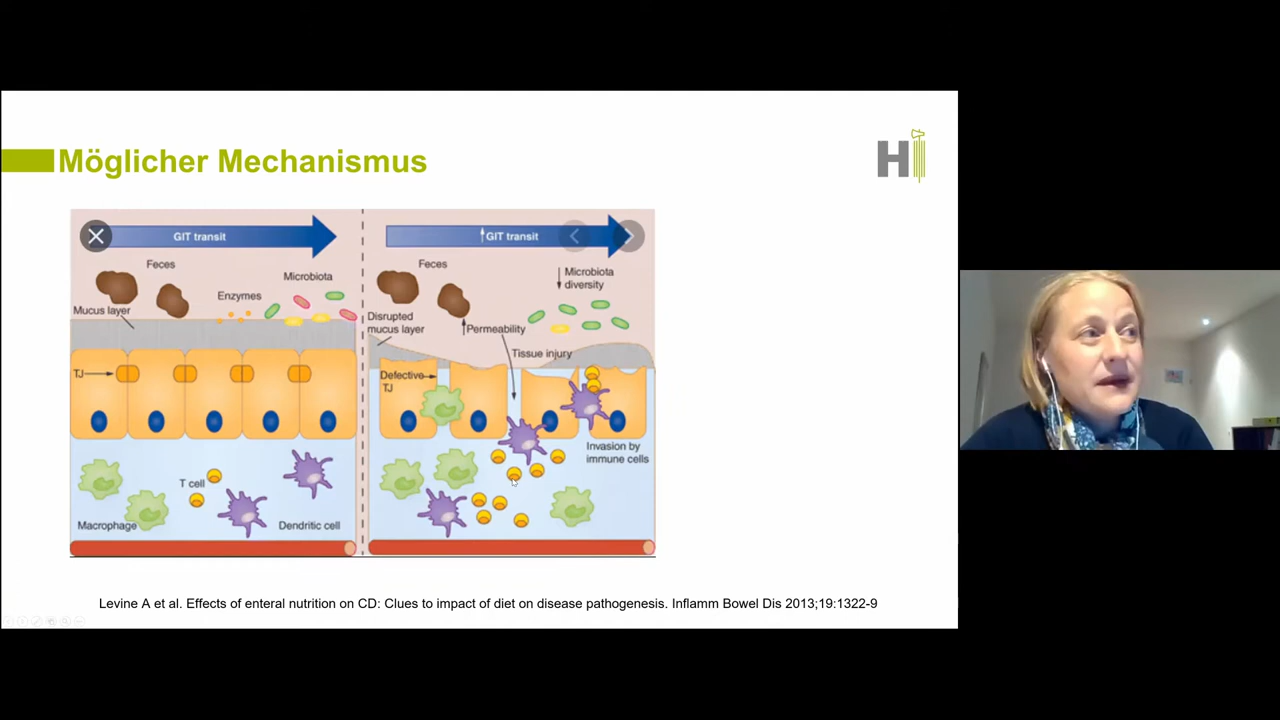 Möglicher Mechanismus
H
GIT transit
Feces
Microbiota
Enzymes
Mucus layer
TJ
T cell
Macrophage
Dendritic cell
GIT transit
Feces
Microbiota
diversity
Disrupted
mucus layer
Permeability
Tissue injury
Defective
TJ
Invasion by
immune cells
Levine A et al. Effects of enteral nutrition on CD: Clues to impact of diet on disease pathogenesis. Inflamm Bowel Dis 2013;19:1322-9